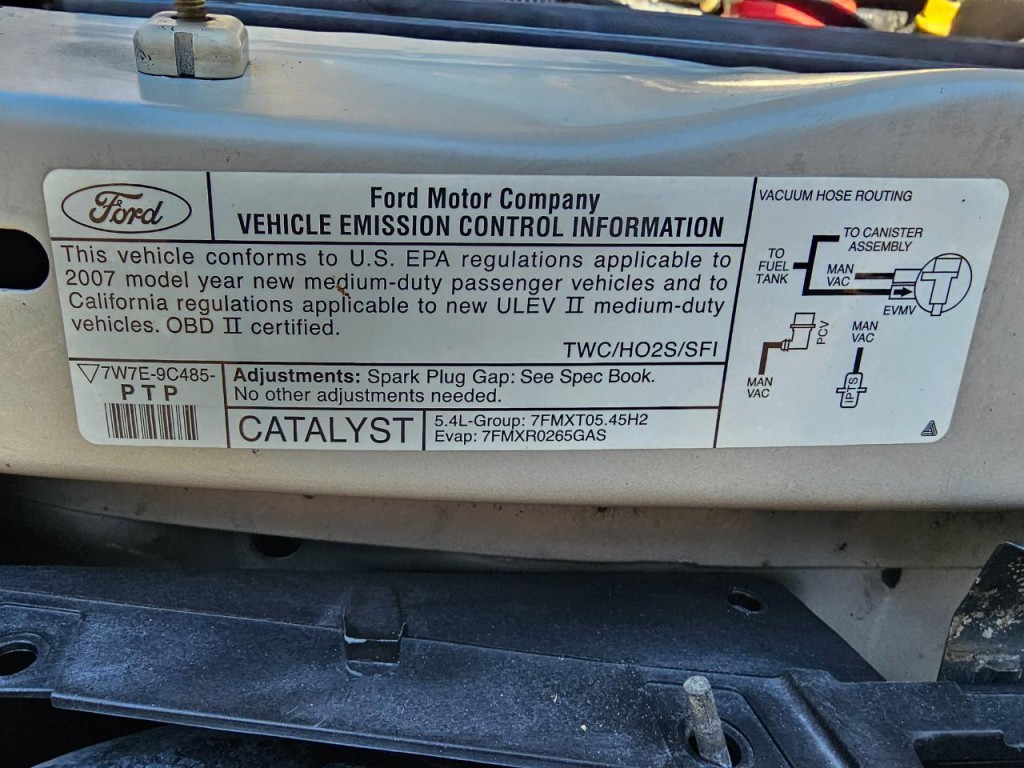 Ford
Ford Motor Company
VEHICLE EMISSION CONTROL INFORMATION
This vehicle conforms to U.S. EPA regulations applicable to
2007 model year new medium-duty passenger vehicles and to
California regulations applicable to new ULEV II medium-duty
vehicles. OBD II certified.
TWC/HO2S/SFI
7W7E-9C485-
PTP
Adjustments: Spark Plug Gap: See Spec Book.
No other adjustments needed.
CATALYST
5.4L-Group: 7FMXT05.45H2
Evap: 7FMXR0265GAS
VACUUM HOSE ROUTING
TO CANISTER
ASSEMBLY
TO
FUEL
TANK
MAN
VAC
EVMV
PCV
MAN
VAC
MAN
VAC
IPTS